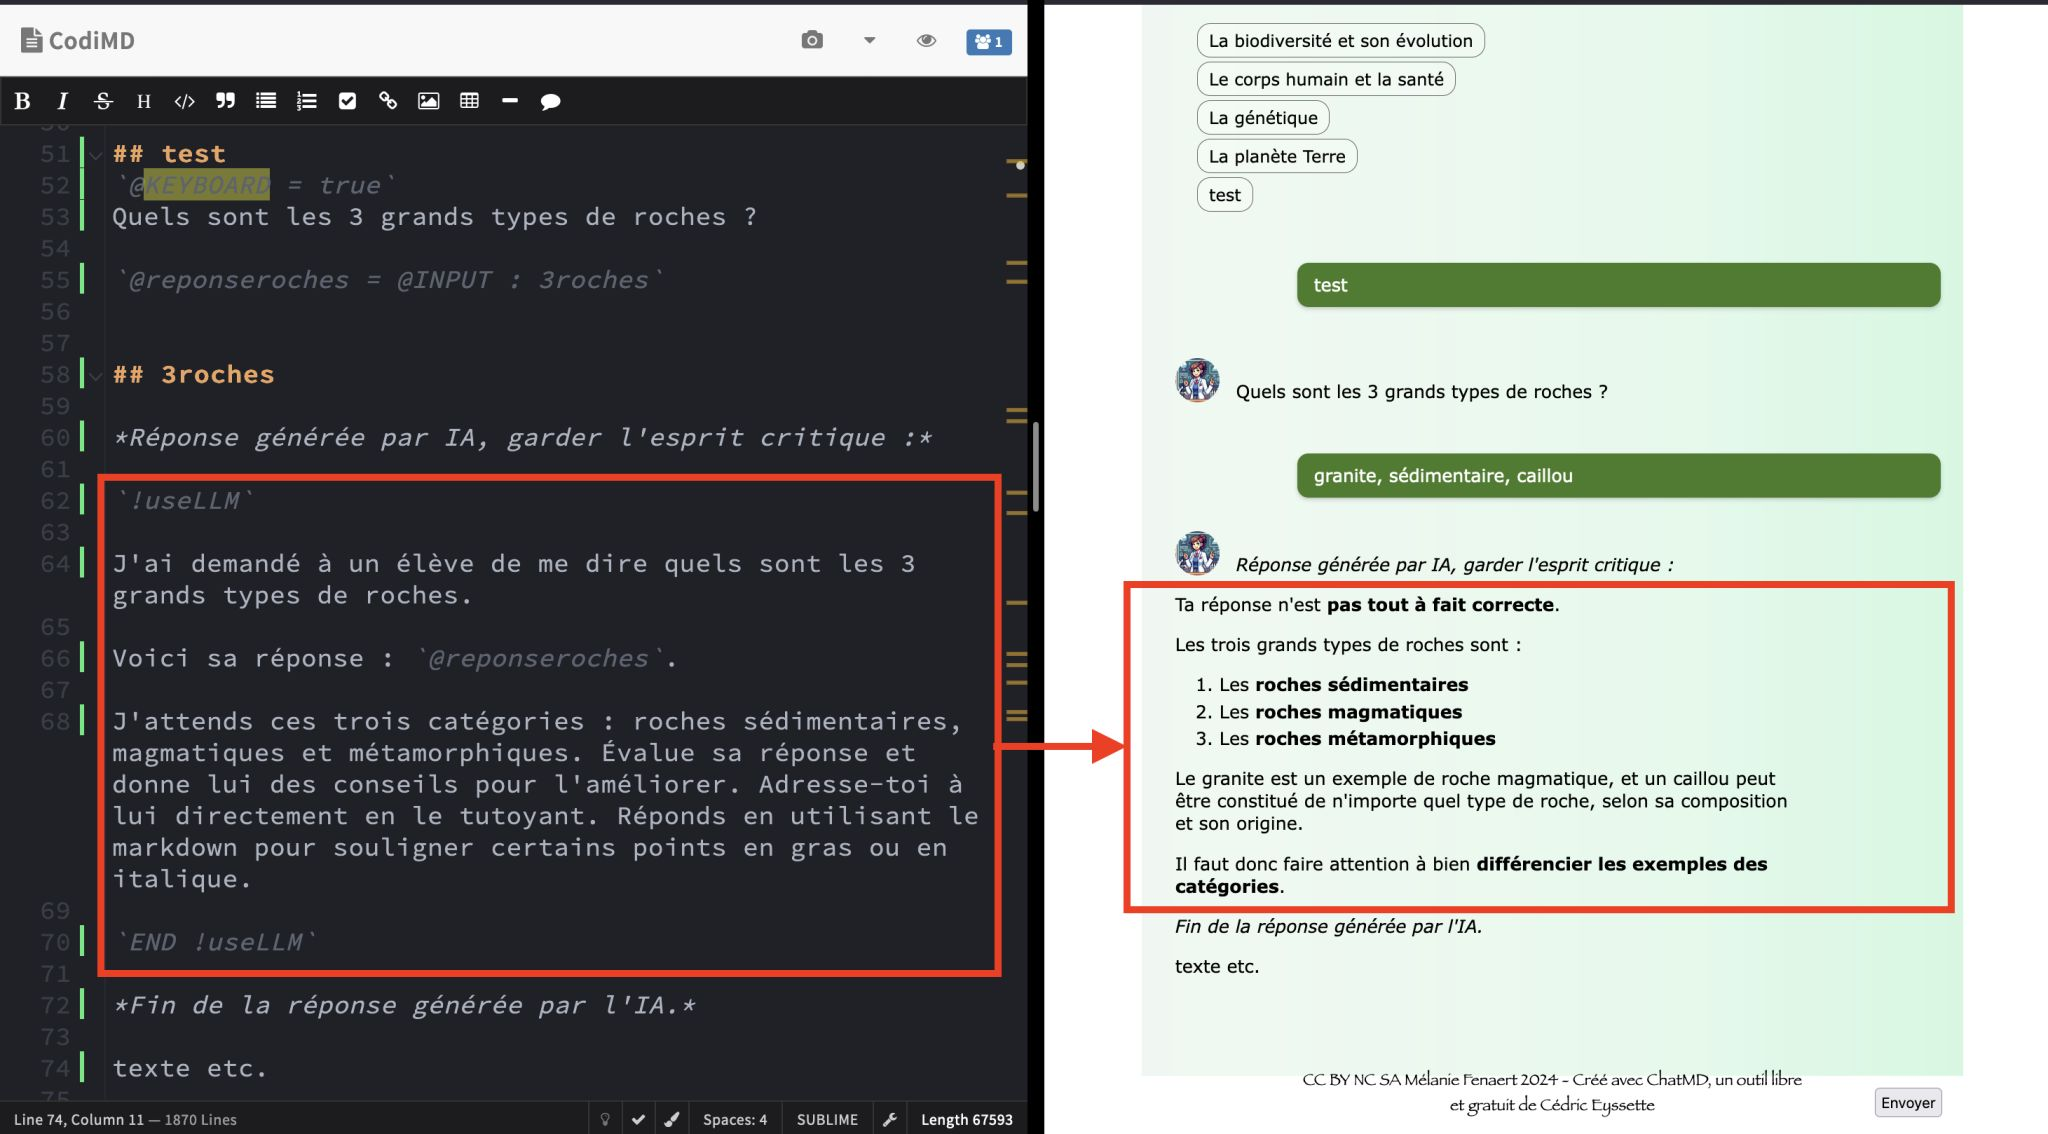 CodiMD
1
B I S H </>
51 ## test
52 `@KEYBOARD = true`
53 Quels sont les 3 grands types de roches ?
54
55 `@reponseroches = @INPUT : 3roches`
56
57
58 ## 3roches
59
60 *Réponse générée par IA, garder l'esprit critique :*
61
62 `!useLLM`
63
64 J'ai demandé à un élève de me dire quels sont les 3
grands types de roches.
65
66 Voici sa réponse : `@reponseroches`.
67
68 J'attends ces trois catégories : roches sédimentaires,
magmatiques et métamorphiques. Évalue sa réponse et
donne lui des conseils pour l'améliorer. Adresse-toi à
lui directement en le tutoyant. Réponds en utilisant le
markdown pour souligner certains points en gras ou en
italique.
69
70 `END !useLLM`
71
72 *Fin de la réponse générée par l'IA.*
73
74 texte etc.
75
Line 74, Column 11 — 1870 Lines
Spaces: 4
SUBLIME
Length 67593
La biodiversité et son évolution
Le corps humain et la santé
La génétique
La planète Terre
test
test
Quels sont les 3 grands types de roches ?
granite, sédimentaire, caillou
Réponse générée par IA, garder l'esprit critique :
Ta réponse n'est pas tout à fait correcte.
Les trois grands types de roches sont :
1. Les roches sédimentaires
2. Les roches magmatiques
3. Les roches métamorphiques
Le granite est un exemple de roche magmatique, et un caillou peut
être constitué de n'importe quel type de roche, selon sa composition
et son origine.
Il faut donc faire attention à bien différencier les exemples des
catégories.
Fin de la réponse générée par l'IA.
texte etc.
CC BY NC SA Mélanie Fenaert 2024 - Créé avec ChatMD, un outil libre
et gratuit de Cédric Eyssette
Envoyer